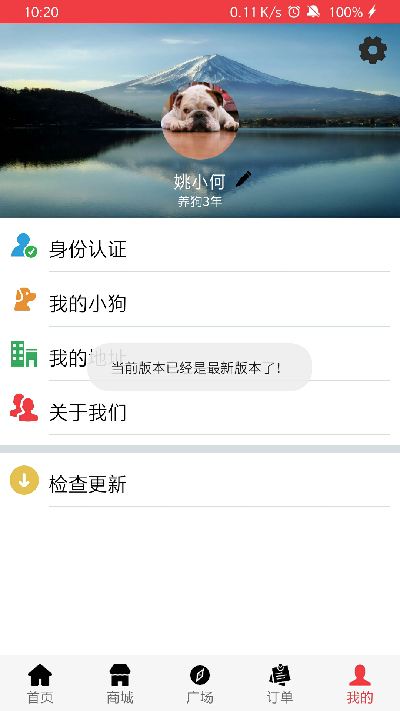 10:20 0.11 K/s 100%
姚小何
养狗3年
身份认证
我的小狗
我的地址
当前版本已经是最新版本了!
关于我们
检查更新
首页 商城 广场 订单 我的